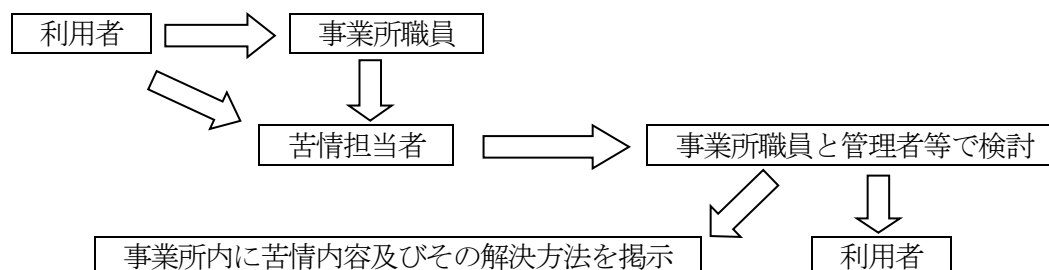 利用者
事業所職員
苦情担当者
事業所職員と管理者等で検討
事業所内に苦情内容及びその解決方法を掲示
利用者